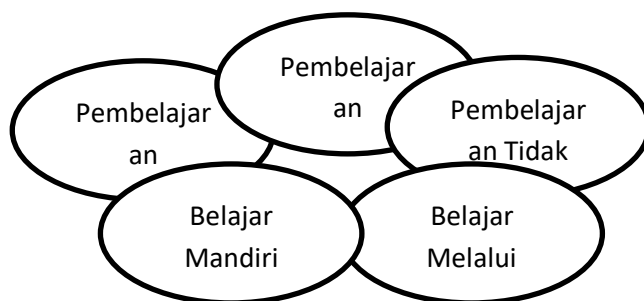 Pembelajar
an
Pembelajar
an
Pembelajar
an Tidak
Belajar
Mandiri
Belajar
Melalui